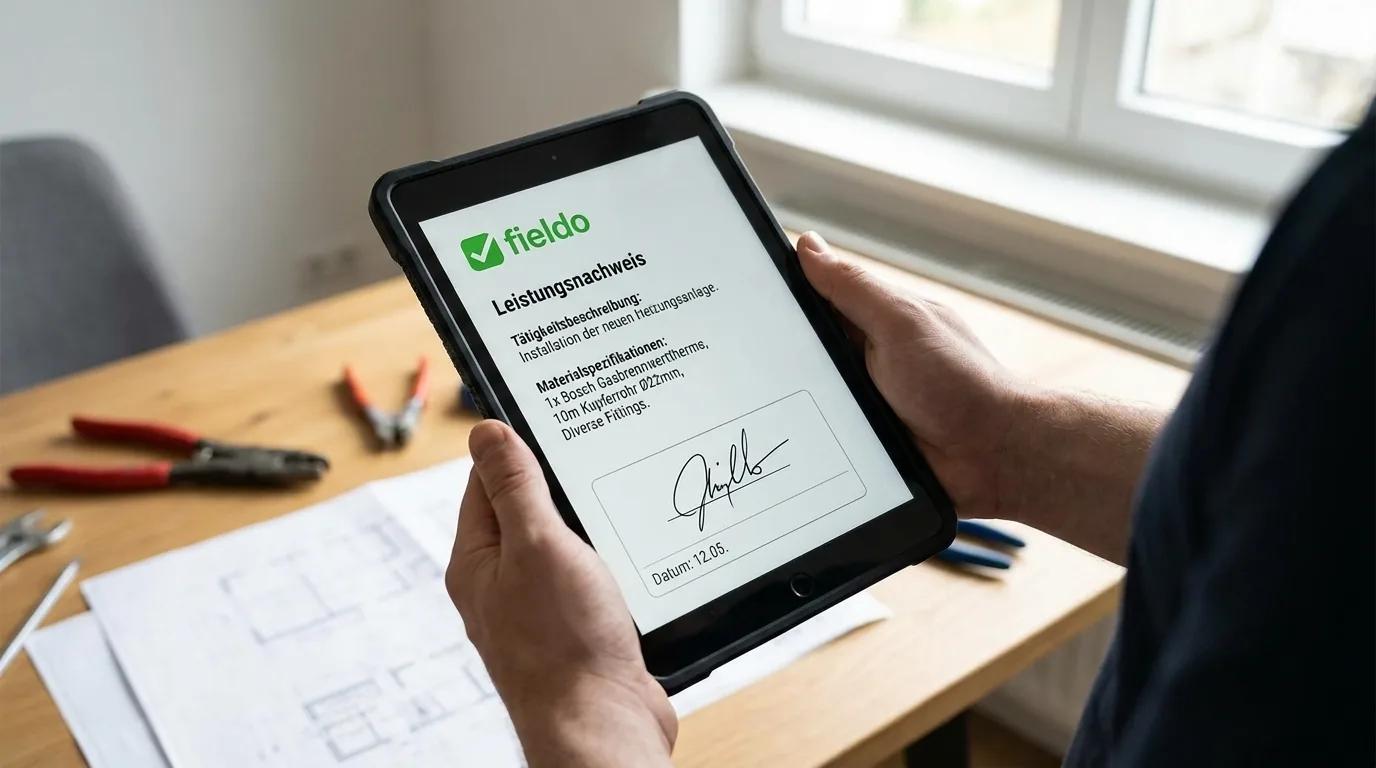 fieldo
Leistungsnachweis
Tätigkeitsbeschreibung:
Installation der neuen Heizungsanlage.
Materialspezifikationen:
1x Bosch Gasbrennwerttherme,
10m Kupferrohr Ø22mm,
Diverse Fittings.
Datum: 12.05.